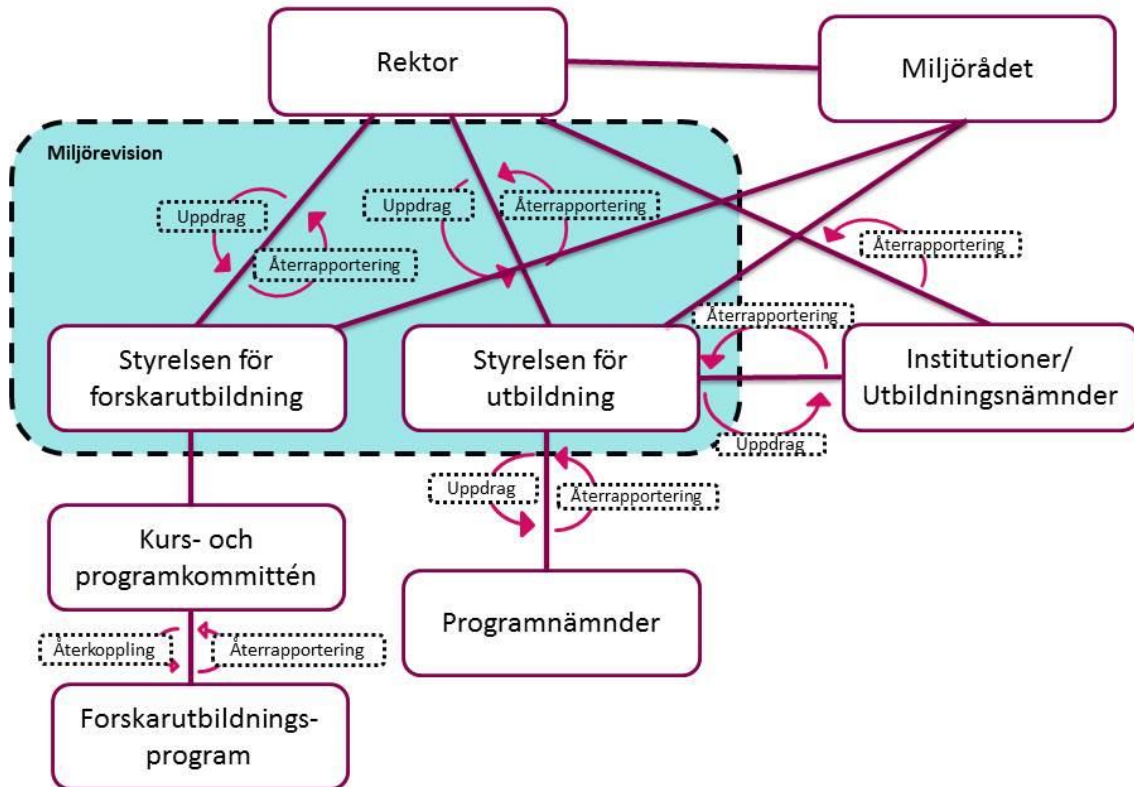 Rektor
Miljörådet
Miljörevision
Uppdrag
Återrapportering
Uppdrag
Återrapportering
Återrapportering
Styrelsen för
forskarutbildning
Styrelsen för
utbildning
Återrapportering
Uppdrag
Institutioner/
Utbildningsnämnder
Uppdrag
Återrapportering
Kurs- och
programkommittén
Programnämnder
Återkoppling
Återrapportering
Forskarutbildnings-
program